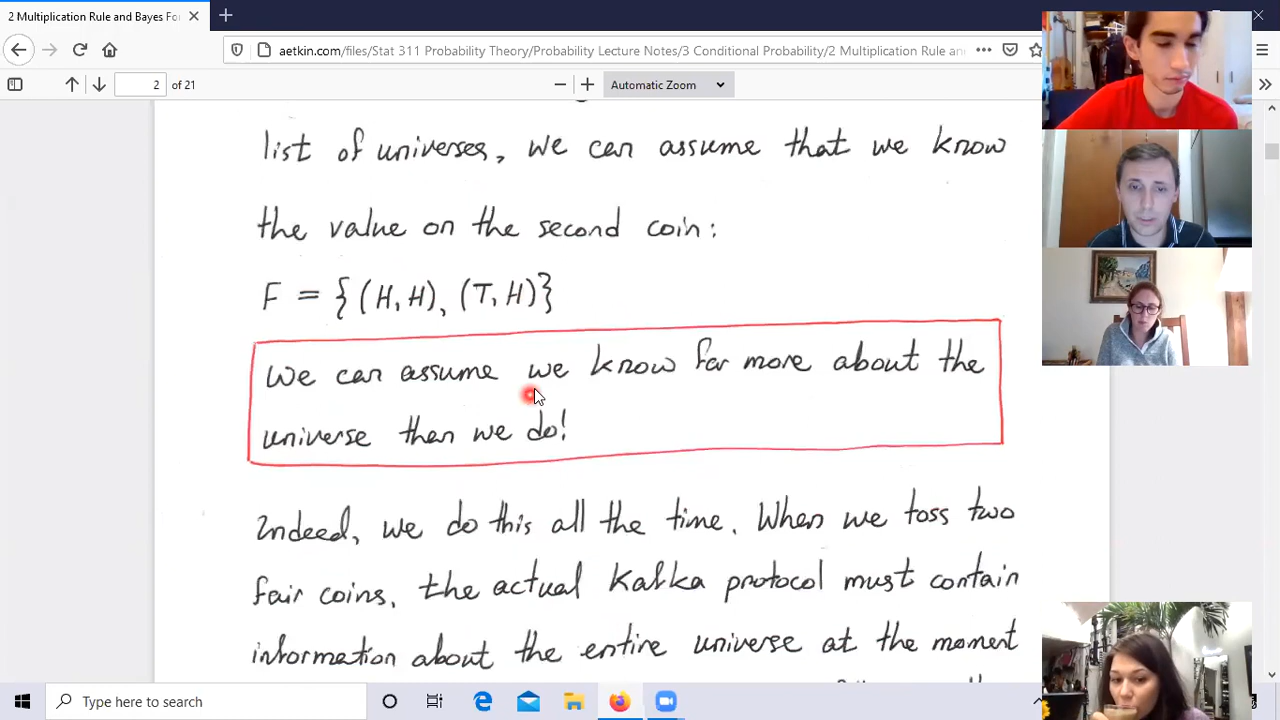 2 Multiplication Rule and Bayes Fo
aetkin.com/files/Stat 311 Probability Theory/Probability Lecture Notes/3 Conditional Probability/2 Multiplication Rule and
2 of 21
Automatic Zoom
list of universes, we can assume that we know
the value on the second coin:
F = {(H,H), (T,H)}
We can assume we know far more about the
universe then we do!
Indeed, we do this all the time. When we toss two
fair coins, the actual Kafka protocol must contain
information about the entire universe at the moment
Type here to search